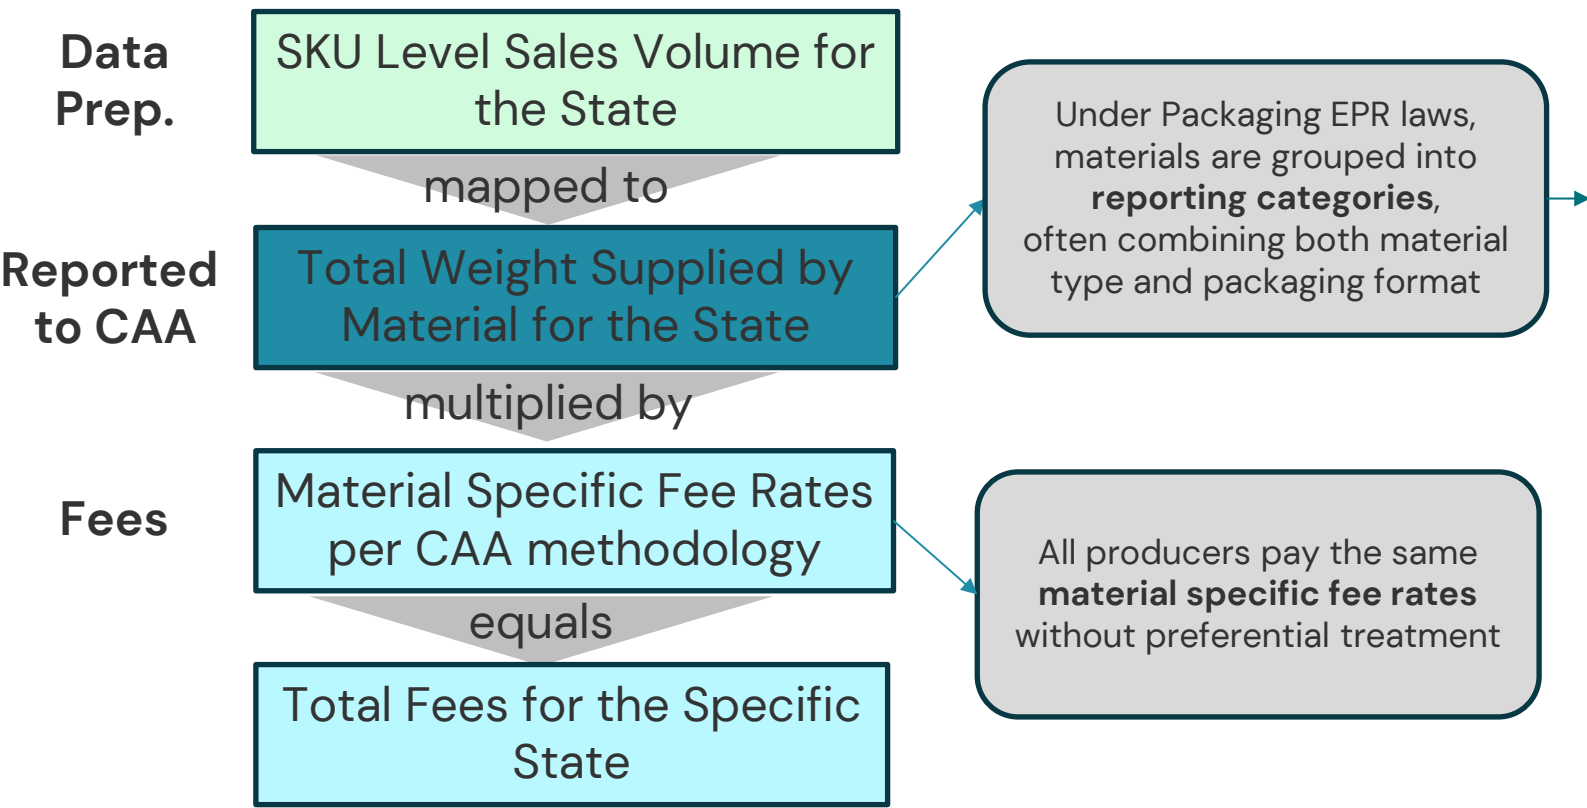 Data
Prep.
SKU Level Sales Volume for
the State
mapped to
Reported
to CAA
Total Weight Supplied by
Material for the State
Under Packaging EPR laws,
materials are grouped into
reporting categories,
often combining both material
type and packaging format
multiplied by
Fees
Material Specific Fee Rates
per CAA methodology
All producers pay the same
material specific fee rates
without preferential treatment
equals
Total Fees for the Specific
State